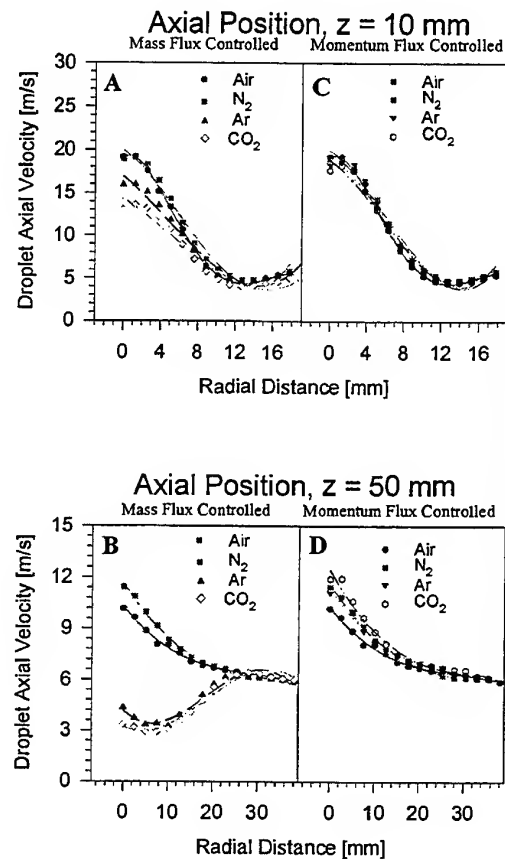 Axial Position, z = 10 mm
Mass Flux Controlled
Momentum Flux Controlled
Droplet Axial Velocity [m/s]
30
25
20
15
10
5
0
A
Air
N2
Ar
CO2
C
Air
N2
Ar
CO2
0 4 8 12 16
0 4 8 12 16
Radial Distance [mm]
Axial Position, z = 50 mm
Mass Flux Controlled
Momentum Flux Controlled
Droplet Axial Velocity [m/s]
15
12
9
6
3
0
B
Air
N2
Ar
CO2
D
Air
N2
Ar
CO2
0 10 20 30
0 10 20 30
Radial Distance [mm]